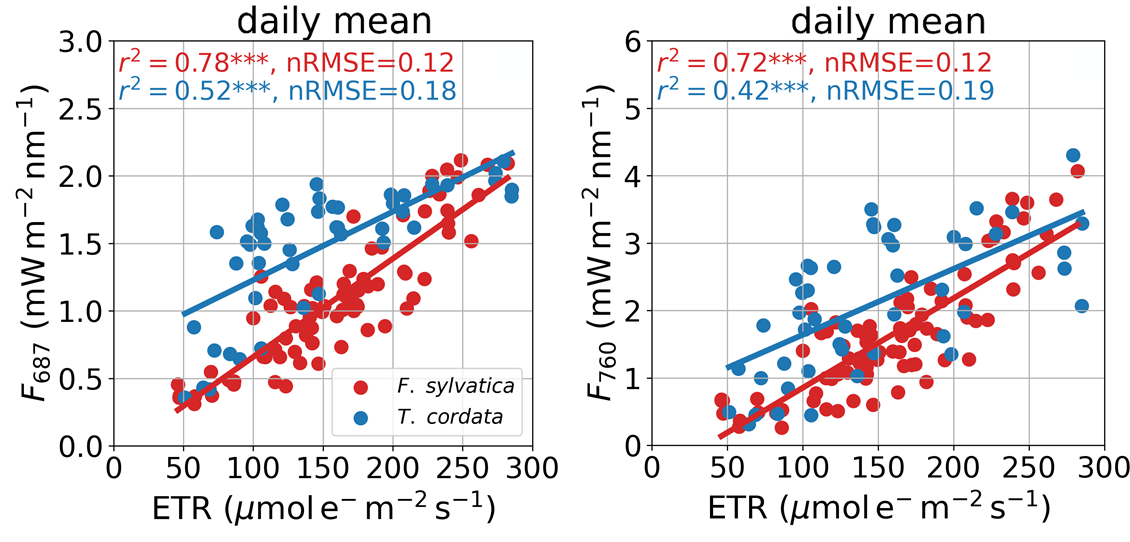 daily mean
r² = 0.78***, nRMSE=0.12
r² = 0.52***, nRMSE=0.18
3.0
2.5
2.0
1.5
1.0
0.5
0.0
F₆₈₇ (mW m⁻² nm⁻¹)
F. sylvatica
T. cordata
0 50 100 150 200 250 300
ETR (μmol e⁻ m⁻² s⁻¹)
daily mean
r² = 0.72***, nRMSE=0.12
r² = 0.42***, nRMSE=0.19
6
5
4
3
2
1
0
F₇₆₀ (mW m⁻² nm⁻¹)
0 50 100 150 200 250 300
ETR (μmol e⁻ m⁻² s⁻¹)